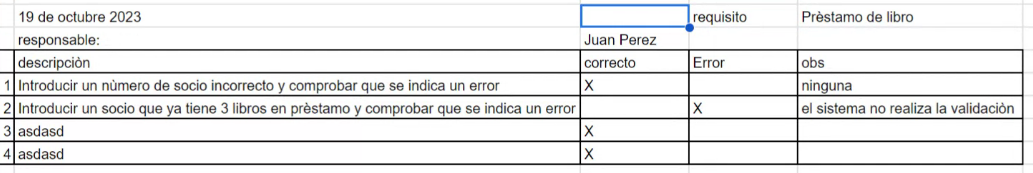 19 de octubre 2023 requisito Prèstamo de libro
responsable: Juan Perez
descripciòn correcto Error obs
1 Introducir un nùmero de socio incorrecto y comprobar que se indica un error X ninguna
2 Introducir un socio que ya tiene 3 libros en prèstamo y comprobar que se indica un error X el sistema no realiza la validaciòn
3 asdasd X
4 asdasd X